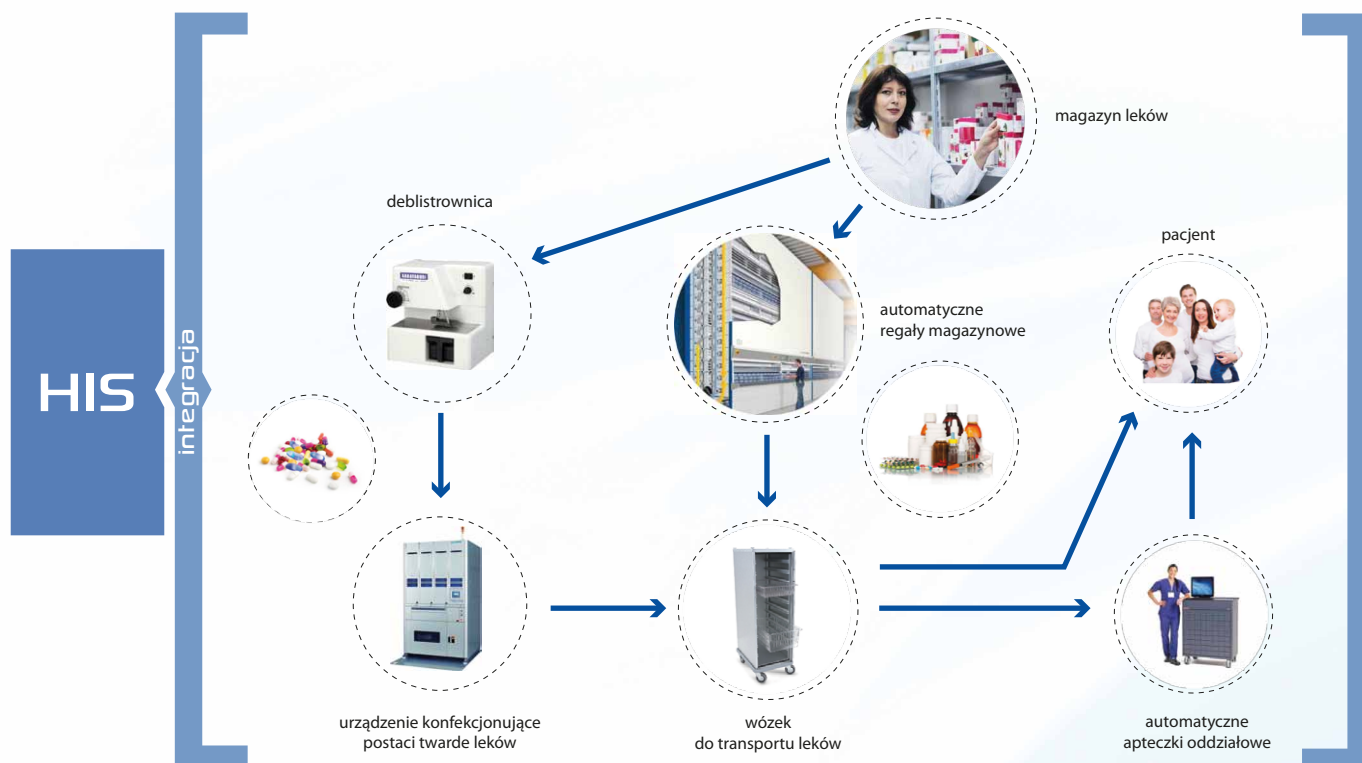 magazyn leków
deblistrownica
pacjent
automatyczne
regały magazynowe
HIS
integracja
urządzenie konfekcjonujące
postaci twarde leków
wózek
do transportu leków
automatyczne
apteczki oddziałowe